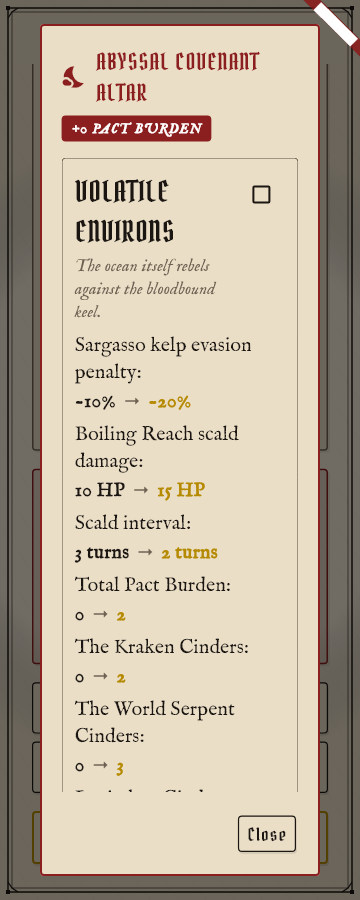 ABYSSAL COVENANT
ALTAR
+0 PACT BURDEN
VOLATILE
ENVIRONS
The ocean itself rebels
against the bloodbound
keel.
Sargasso kelp evasion
penalty:
-10% → -20%
Boiling Reach scald
damage:
10 HP → 15 HP
Scald interval:
3 turns → 2 turns
Total Pact Burden:
0 → 2
The Kraken Cinders:
0 → 2
The World Serpent
Cinders:
0 → 3
Close